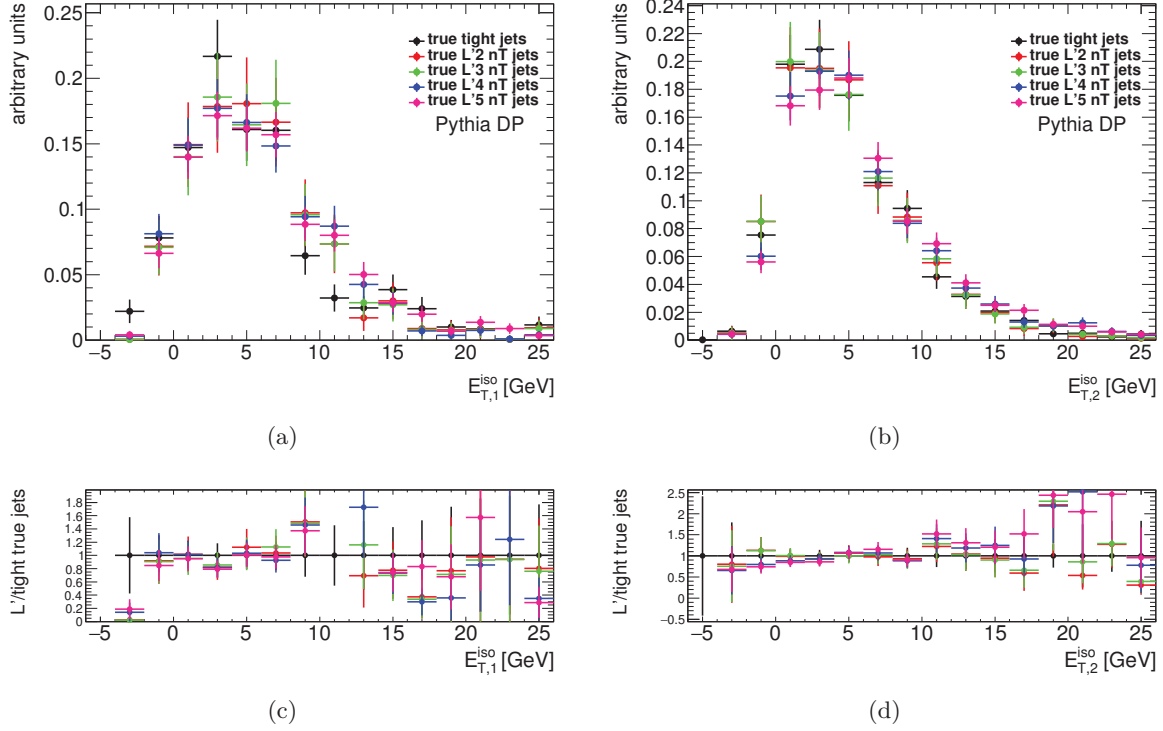 arbitrary units
0.25
0.2
0.15
0.1
0.05
0
−5 0 5 10 15 20 25
true tight jets
true L'2 nT jets
true L'3 nT jets
true L'4 nT jets
true L'5 nT jets
Pythia DP
E_{T,1}^{iso} [GeV]
(a)
arbitrary units
0.24
0.22
0.2
0.18
0.16
0.14
0.12
0.1
0.08
0.06
0.04
0.02
0
−5 0 5 10 15 20 25
true tight jets
true L'2 nT jets
true L'3 nT jets
true L'4 nT jets
true L'5 nT jets
Pythia DP
E_{T,2}^{iso} [GeV]
(b)
L'/tight true jets
1.8
1.6
1.4
1.2
1
0.8
0.6
0.4
0.2
0
−5 0 5 10 15 20 25
E_{T,1}^{iso} [GeV]
(c)
L'/tight true jets
2.5
2
1.5
1
0.5
0
−0.5
−5 0 5 10 15 20 25
E_{T,2}^{iso} [GeV]
(d)